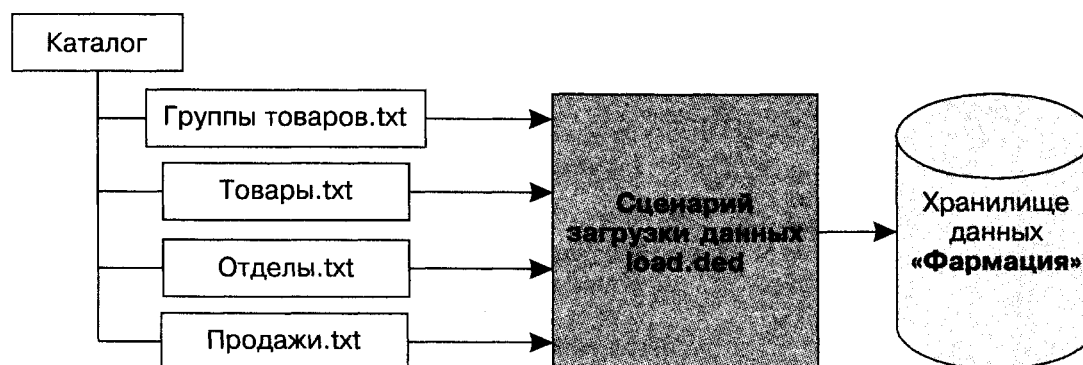 Каталог
Группы товаров.txt
Товары.txt
Отделы.txt
Продажи.txt
Сценарий
загрузки данных
load.ded
Хранилище
данных
«Фармация»